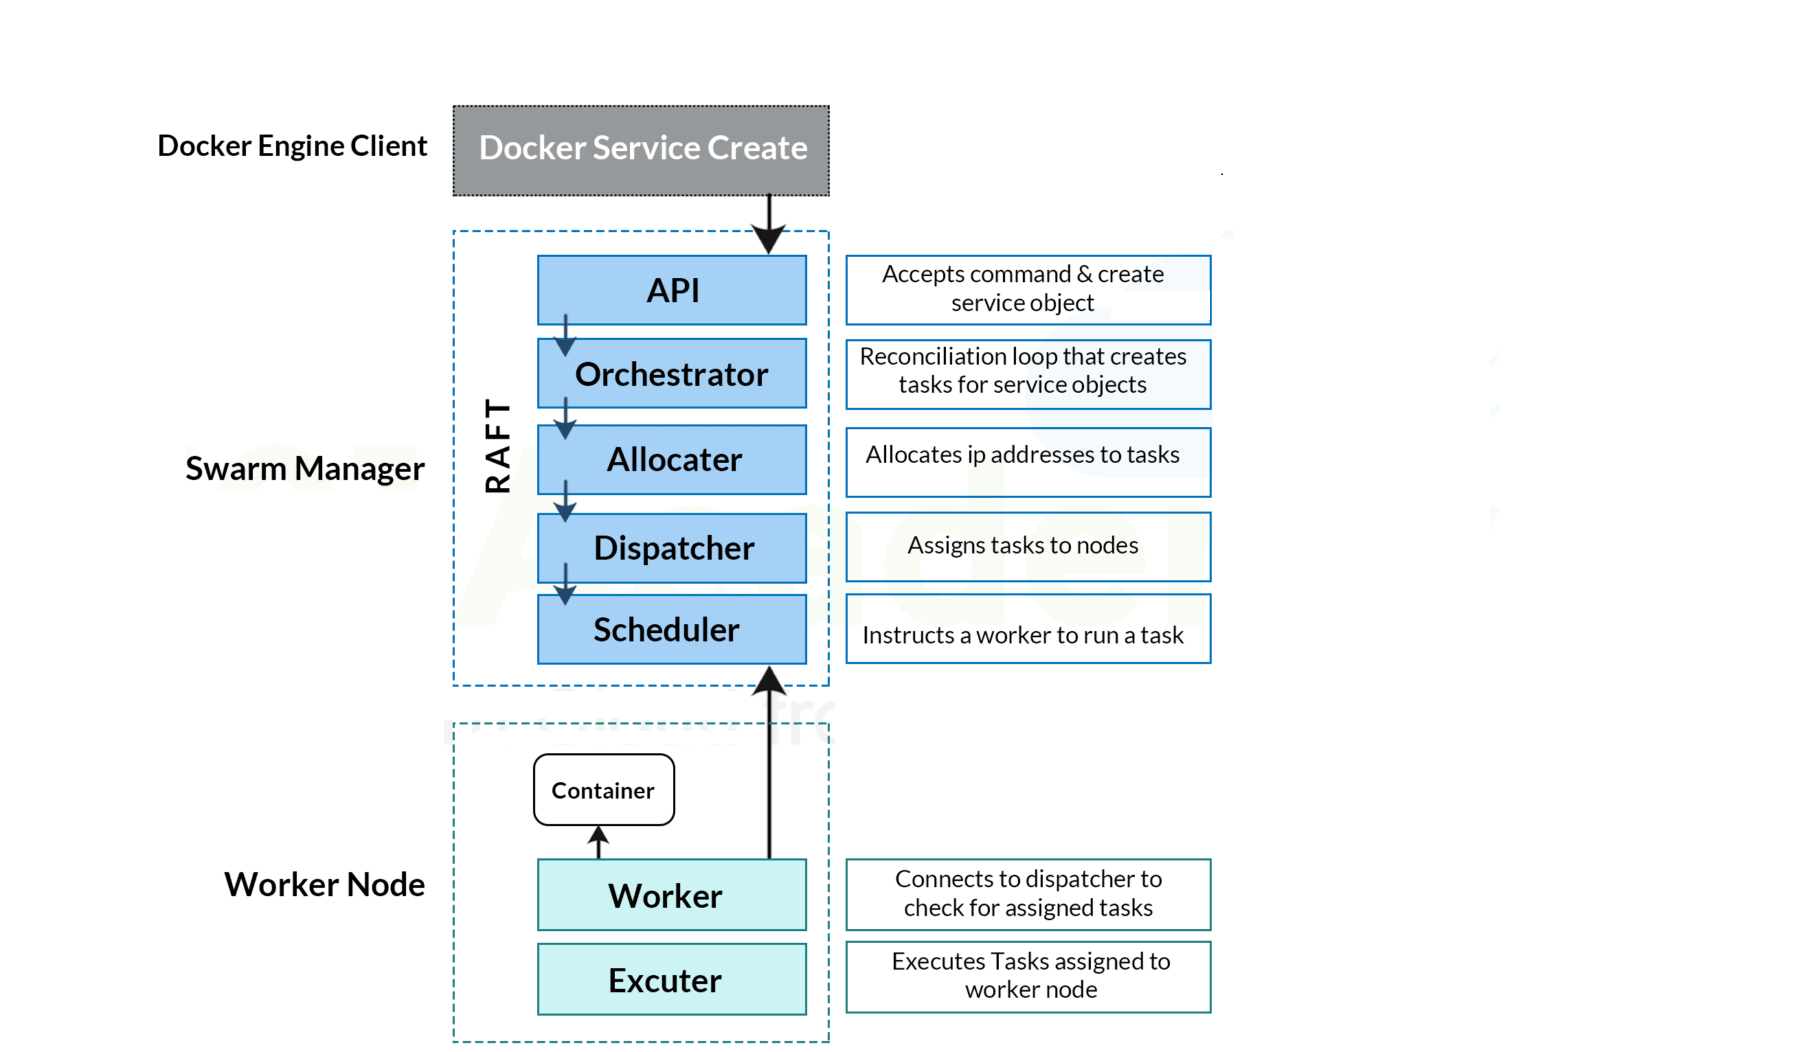 Docker Engine Client
Docker Service Create
Swarm Manager
RAFT
API
Accepts command & create
service object
Orchestrator
Reconciliation loop that creates
tasks for service objects
Allocater
Allocates ip addresses to tasks
Dispatcher
Assigns tasks to nodes
Scheduler
Instructs a worker to run a task
Worker Node
Container
Worker
Connects to dispatcher to
check for assigned tasks
Excuter
Executes Tasks assigned to
worker node